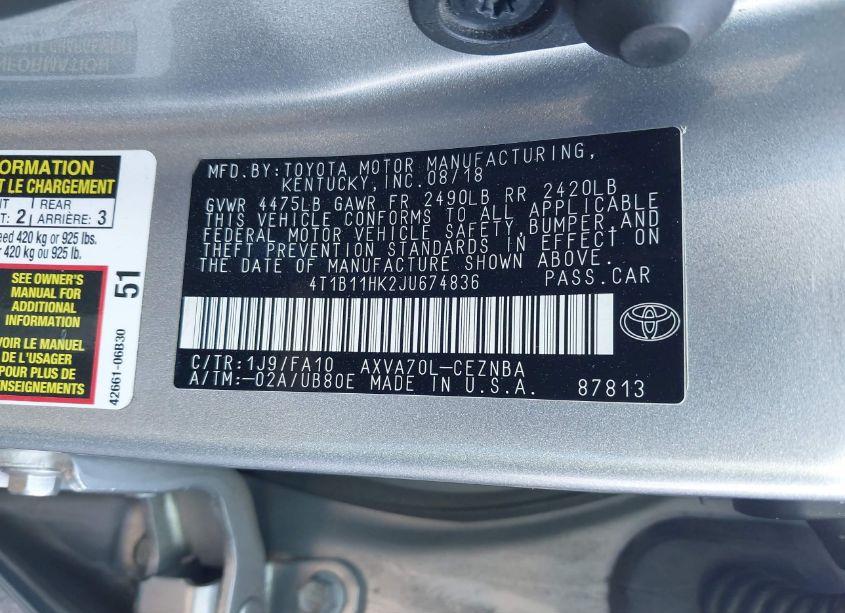 ORMATION
T LE CHARGEMENT
REAR
2 ARRIÈRE: 3
eed 420 kg or 925 lbs.
r 420 kg ou 925 lb.
SEE OWNER'S
MANUAL FOR
ADDITIONAL
INFORMATION
VOIR LE
MANUEL DE
L'USAGER
POUR PLUS DE
ENSEIGNEMENTS
51
42661-06B30
MFD.BY:TOYOTA MOTOR MANUFACTURING,
KENTUCKY,INC.08/18
GVWR 4475LB GAWR FR 2490LB RR 2420LB
THIS VEHICLE CONFORMS TO ALL APPLICABLE
FEDERAL MOTOR VEHICLE SAFETY,BUMPER,AND
THEFT PREVENTION STANDARDS IN EFFECT ON
THE DATE OF MANUFACTURE SHOWN ABOVE.
4T1B11HK2JU674836 PASS.CAR
C/TR:1J9/FA10 AXVA70L-CEZNBA
A/TM:-02A/UB80E MADE IN U.S.A. 87813